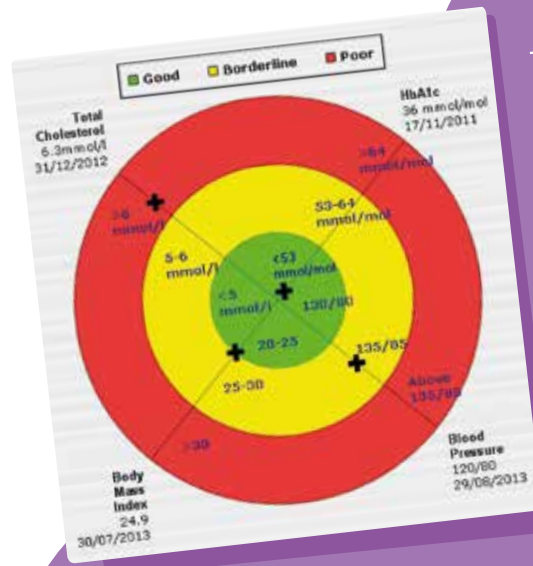 Good Borderline Poor
Total
Cholesterol
6.3mmol/l
31/12/2012
HbA1c
36 mmol/mol
17/11/2011
>64
mmol/mol
>6
mmol/l
53-64
mmol/mol
5-6
mmol/l
<53
mmol/mol
<5
mmol/l
130/80
20-25
135/85
25-30
Above
135/85
>30
Blood
Pressure
120/80
29/08/2013
Body
Mass
Index
24.9
30/07/2013